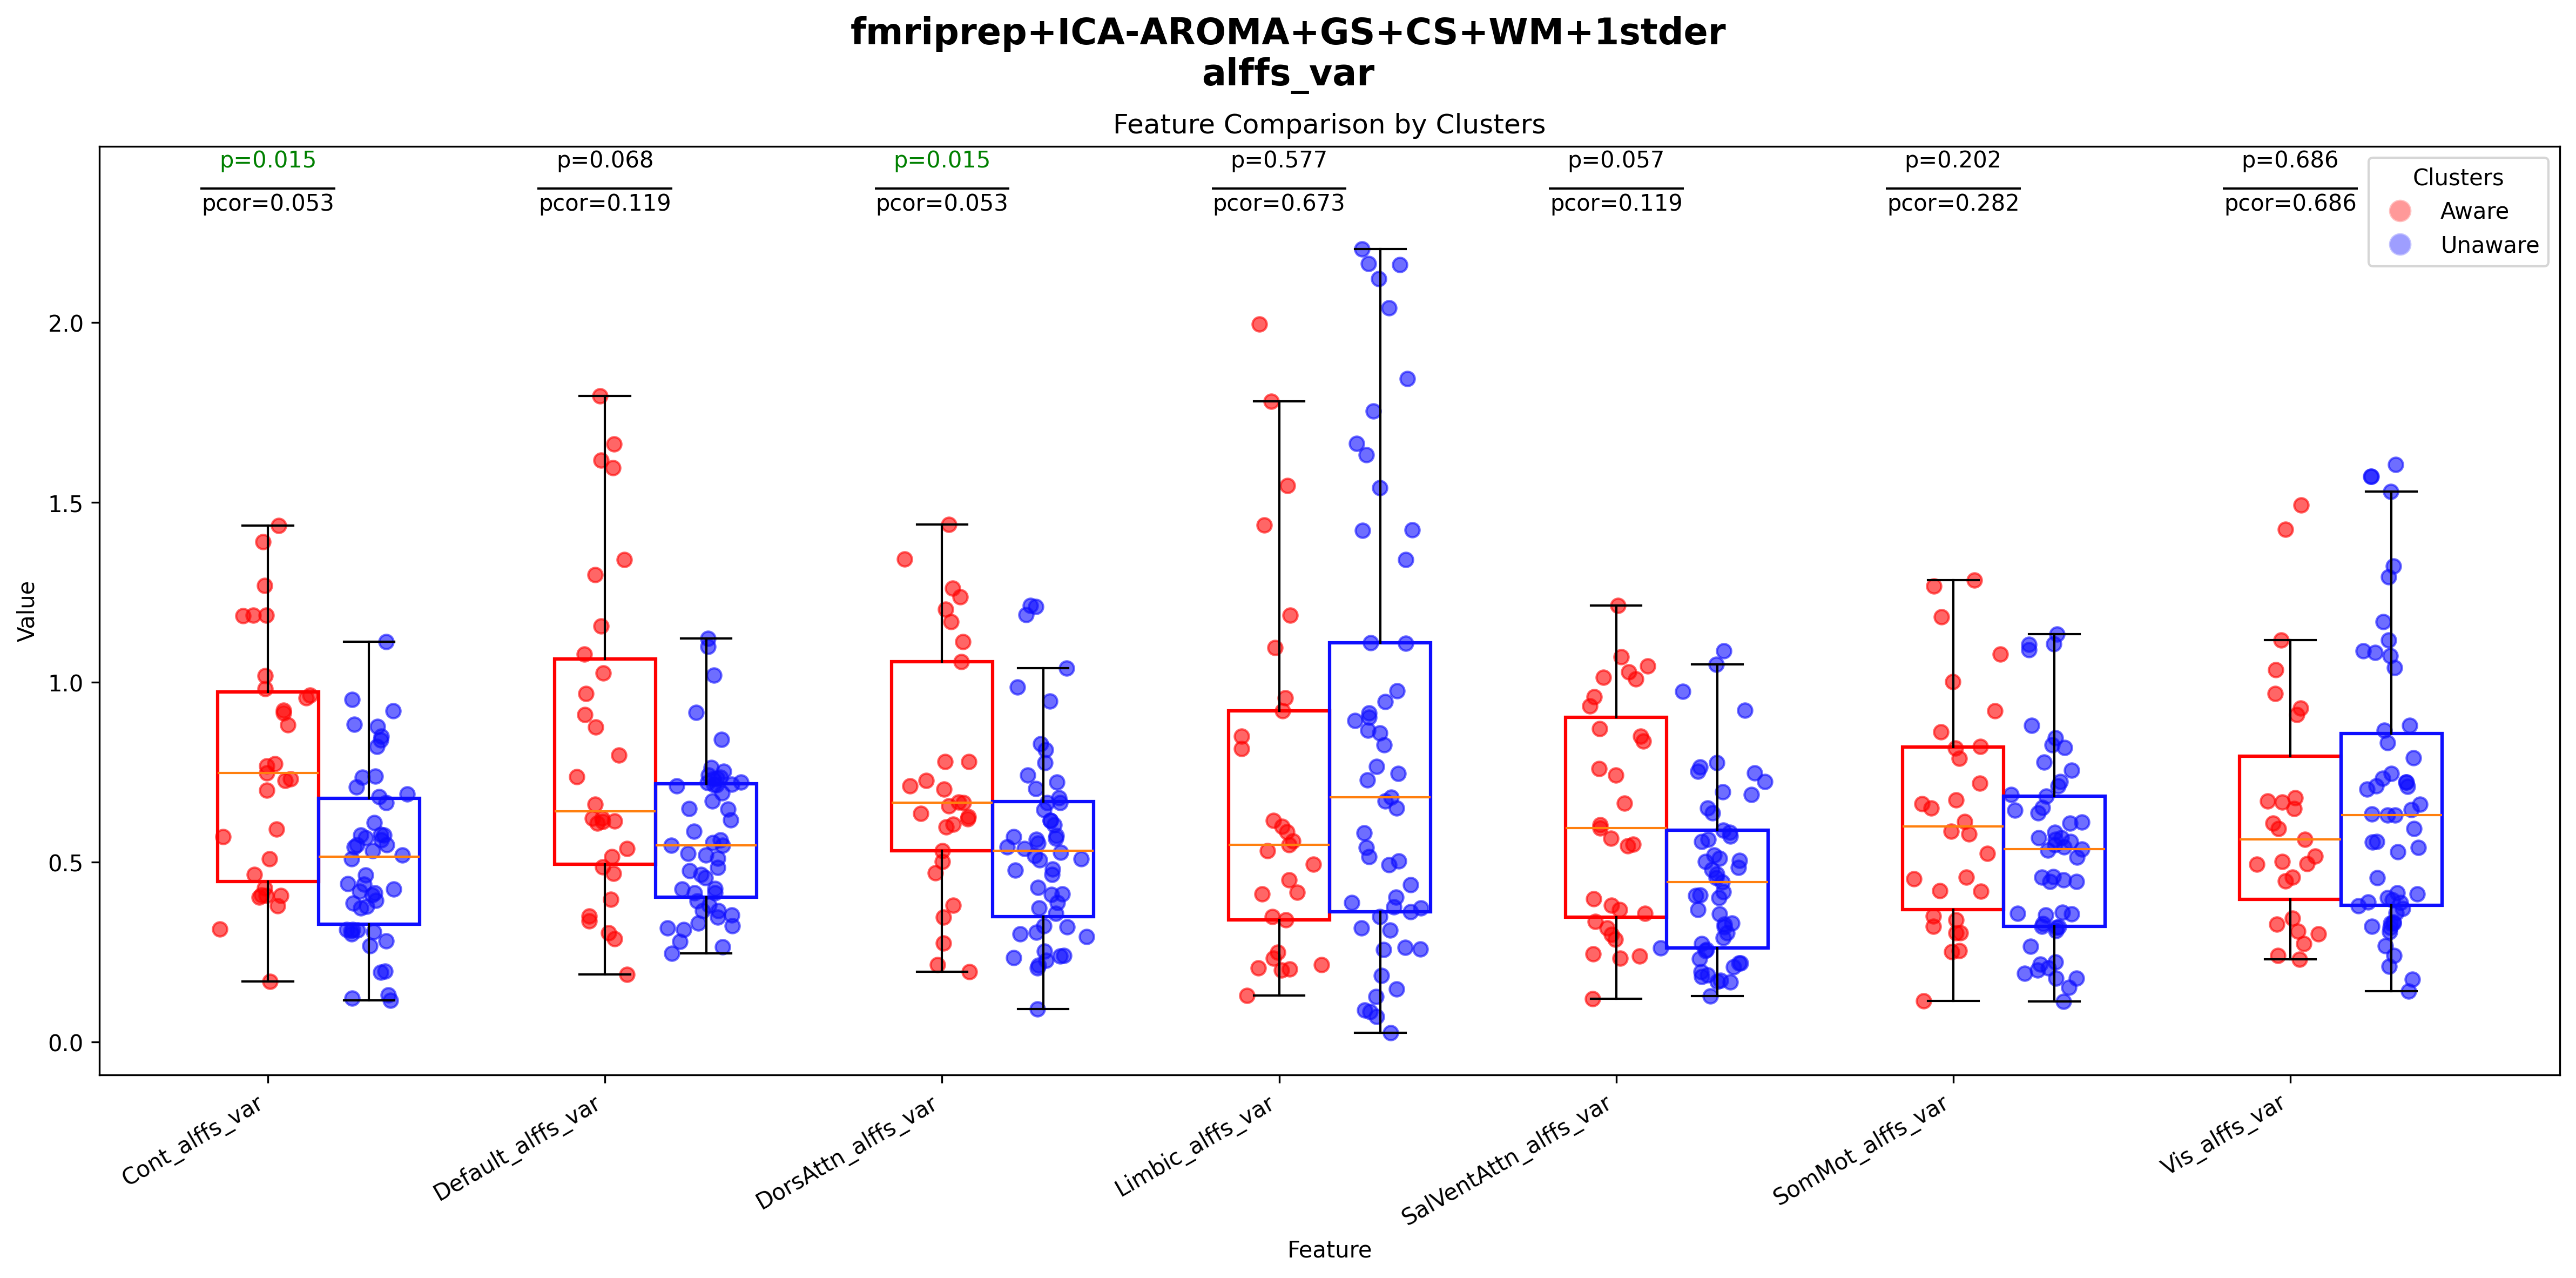 fmriprep+ICA-AROMA+GS+CS+WM+1stder
alffs_var
Feature Comparison by Clusters
p=0.015 p=0.068 p=0.015 p=0.577 p=0.057 p=0.202 p=0.686
pcor=0.053 pcor=0.119 pcor=0.053 pcor=0.673 pcor=0.119 pcor=0.282 pcor=0.686
Clusters
Aware
Unaware
Value
2.0
1.5
1.0
0.5
0.0
Cont_alffs_var
Default_alffs_var
DorsAttn_alffs_var
Limbic_alffs_var
SalVentAttn_alffs_var
SomMot_alffs_var
Vis_alffs_var
Feature